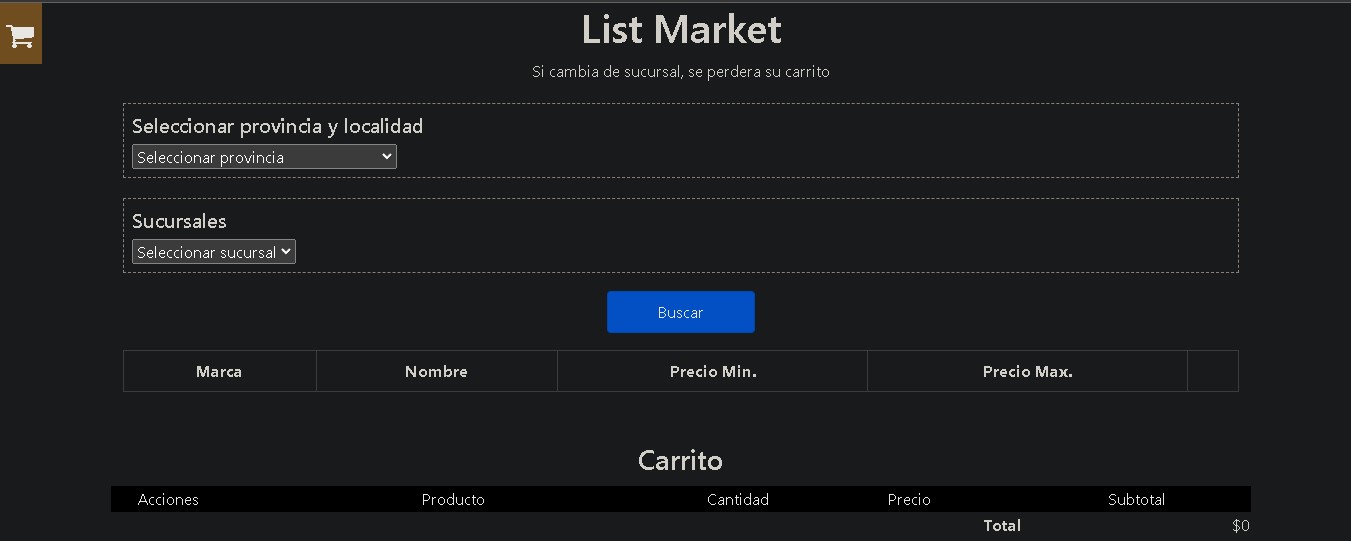 List Market
Si cambia de sucursal, se perdera su carrito
Seleccionar provincia y localidad
Seleccionar provincia
Sucursales
Seleccionar sucursal
Buscar
Marca Nombre Precio Min. Precio Max.
Carrito
Acciones Producto Cantidad Precio Subtotal
Total $0